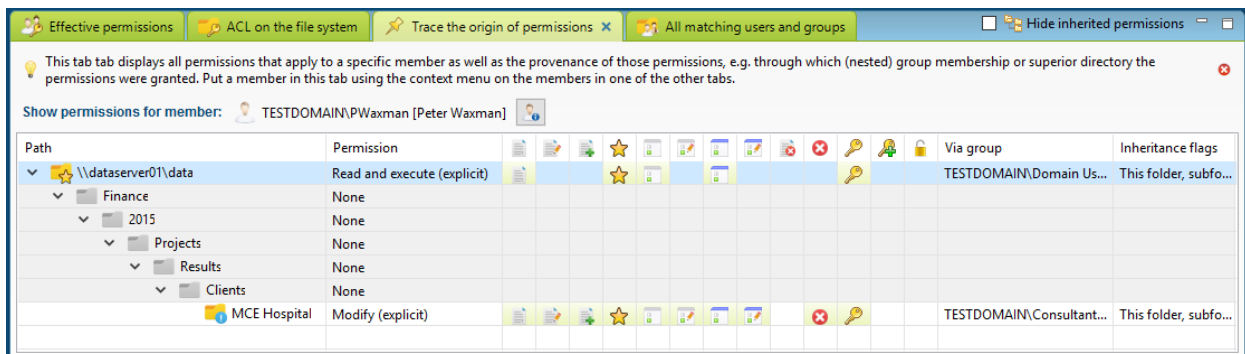 Effective permissions ACL on the file system Trace the origin of permissions All matching users and groups Hide inherited permissions
This tab tab displays all permissions that apply to a specific member as well as the provenance of those permissions, e.g. through which (nested) group membership or superior directory the
permissions were granted. Put a member in this tab using the context menu on the members in one of the other tabs.
Show permissions for member: TESTDOMAIN\PWaxman [Peter Waxman]
Path Permission Via group Inheritance flags
\\dataserver01\data Read and execute (explicit) TESTDOMAIN\Domain Us... This folder, subfo...
Finance None
2015 None
Projects None
Results None
Clients None
MCE Hospital Modify (explicit) TESTDOMAIN\Consultant... This folder, subfo...